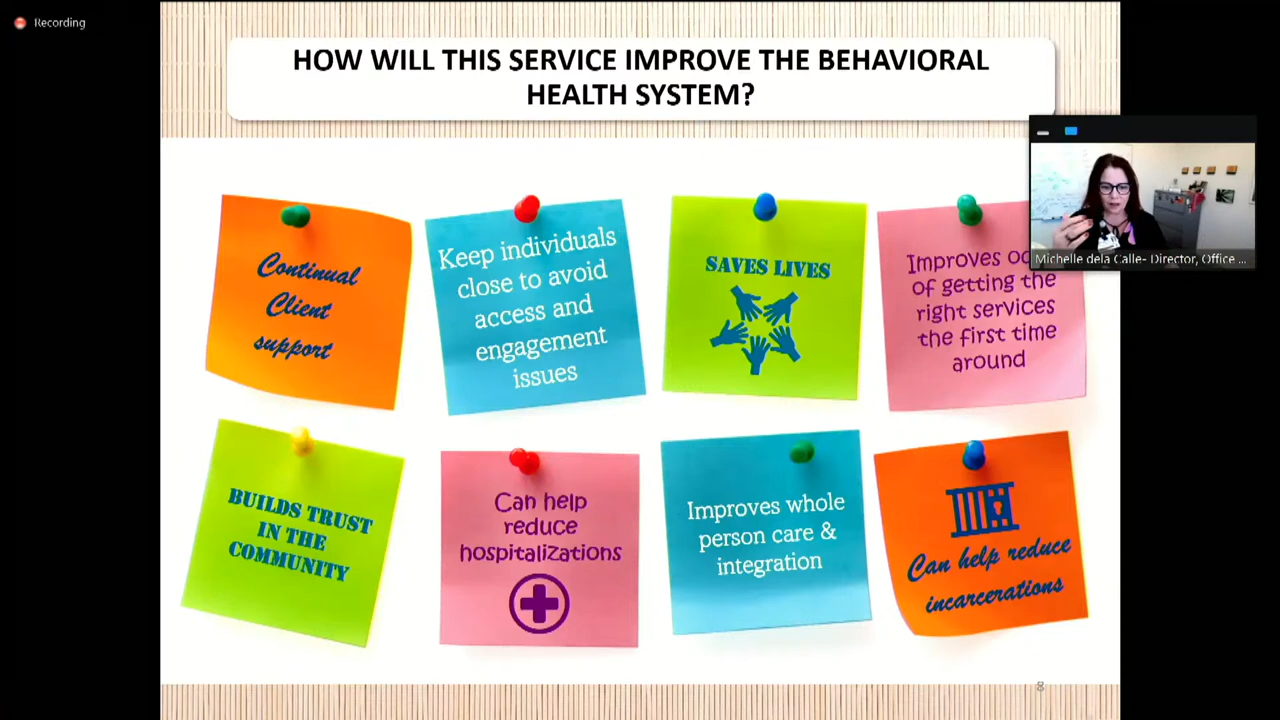 Recording
HOW WILL THIS SERVICE IMPROVE THE BEHAVIORAL
HEALTH SYSTEM?
Continual
Client
support
Keep individuals
close to avoid
access and
engagement
issues
SAVES LIVES
Improves
of getting the
right services
the first time
around
Michelle dela Calle- Director, Office ...
BUILDS TRUST
IN THE
COMMUNITY
Can help
reduce
hospitalizations
Improves whole
person care &
integration
Can help reduce
incarcerations
8